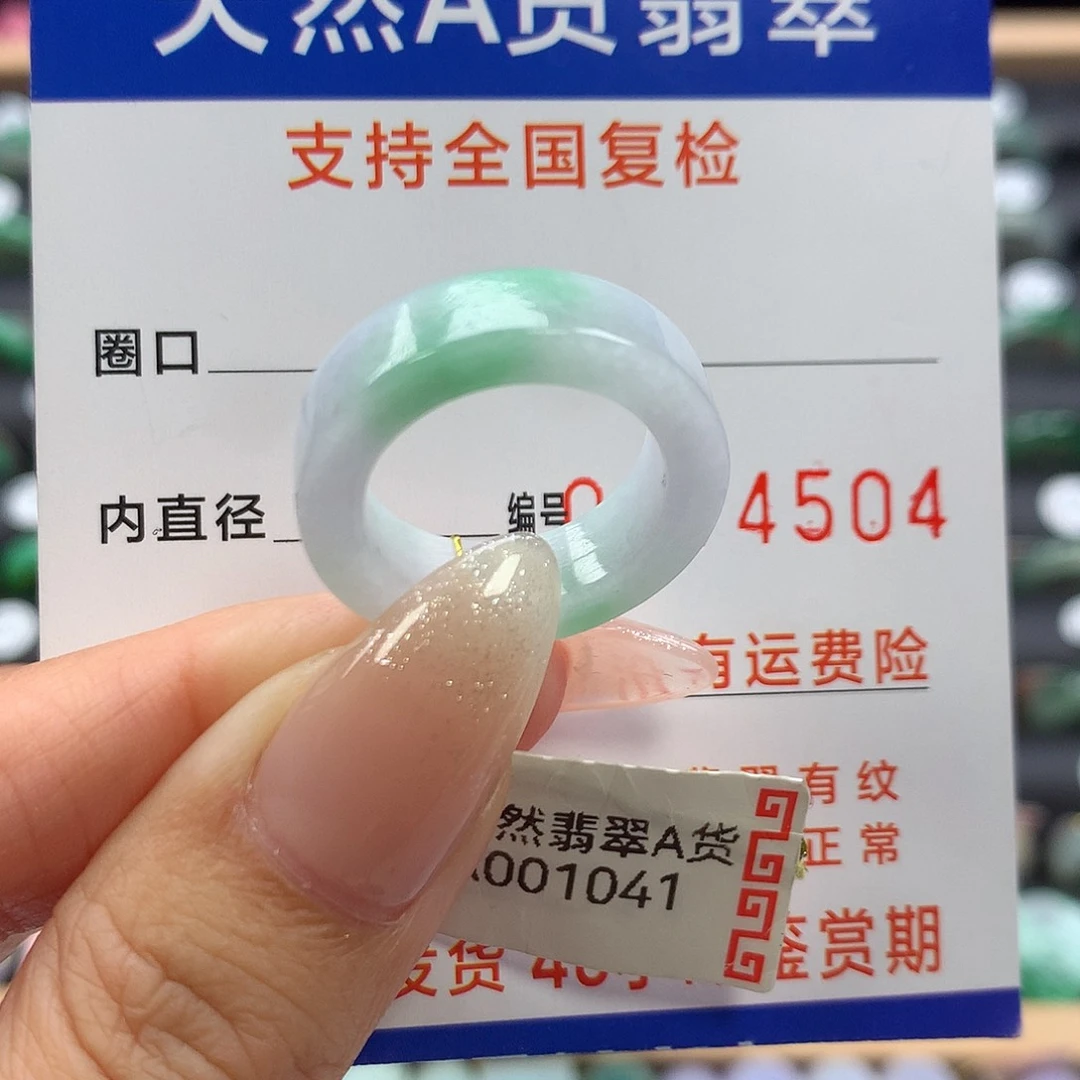 天然A货翡翠
支持全国复检
圈口
内直径
编号
4504
有运费险
有纹
正常
然翡翠A货
001041
发货
鉴赏期